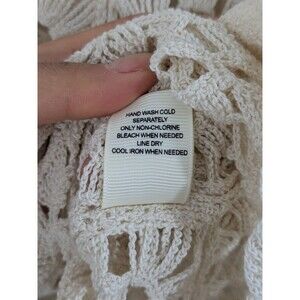 HAND WASH COLD
SEPARATELY
ONLY NON-CHLORINE
BLEACH WHEN NEEDED
LINE DRY
COOL IRON WHEN NEEDED